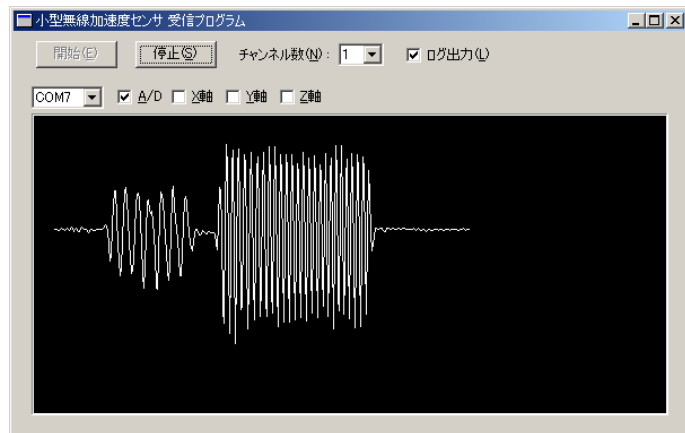 小型無線加速度センサ 受信プログラム
開始(E) 停止(S) チャンネル数(N): 1 ログ出力(L)
COM7 A/D X軸 Y軸 Z軸